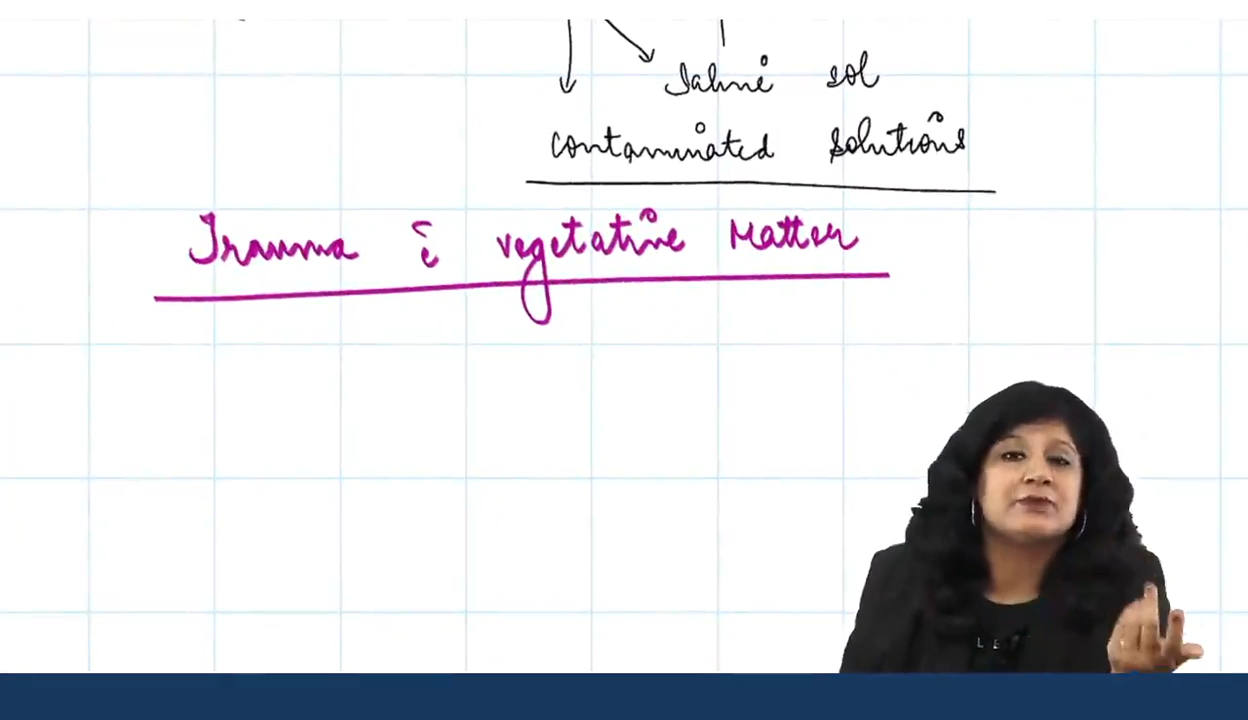 Saline sol
contaminated solutions
Trauma c̄ vegetative Matter
L E